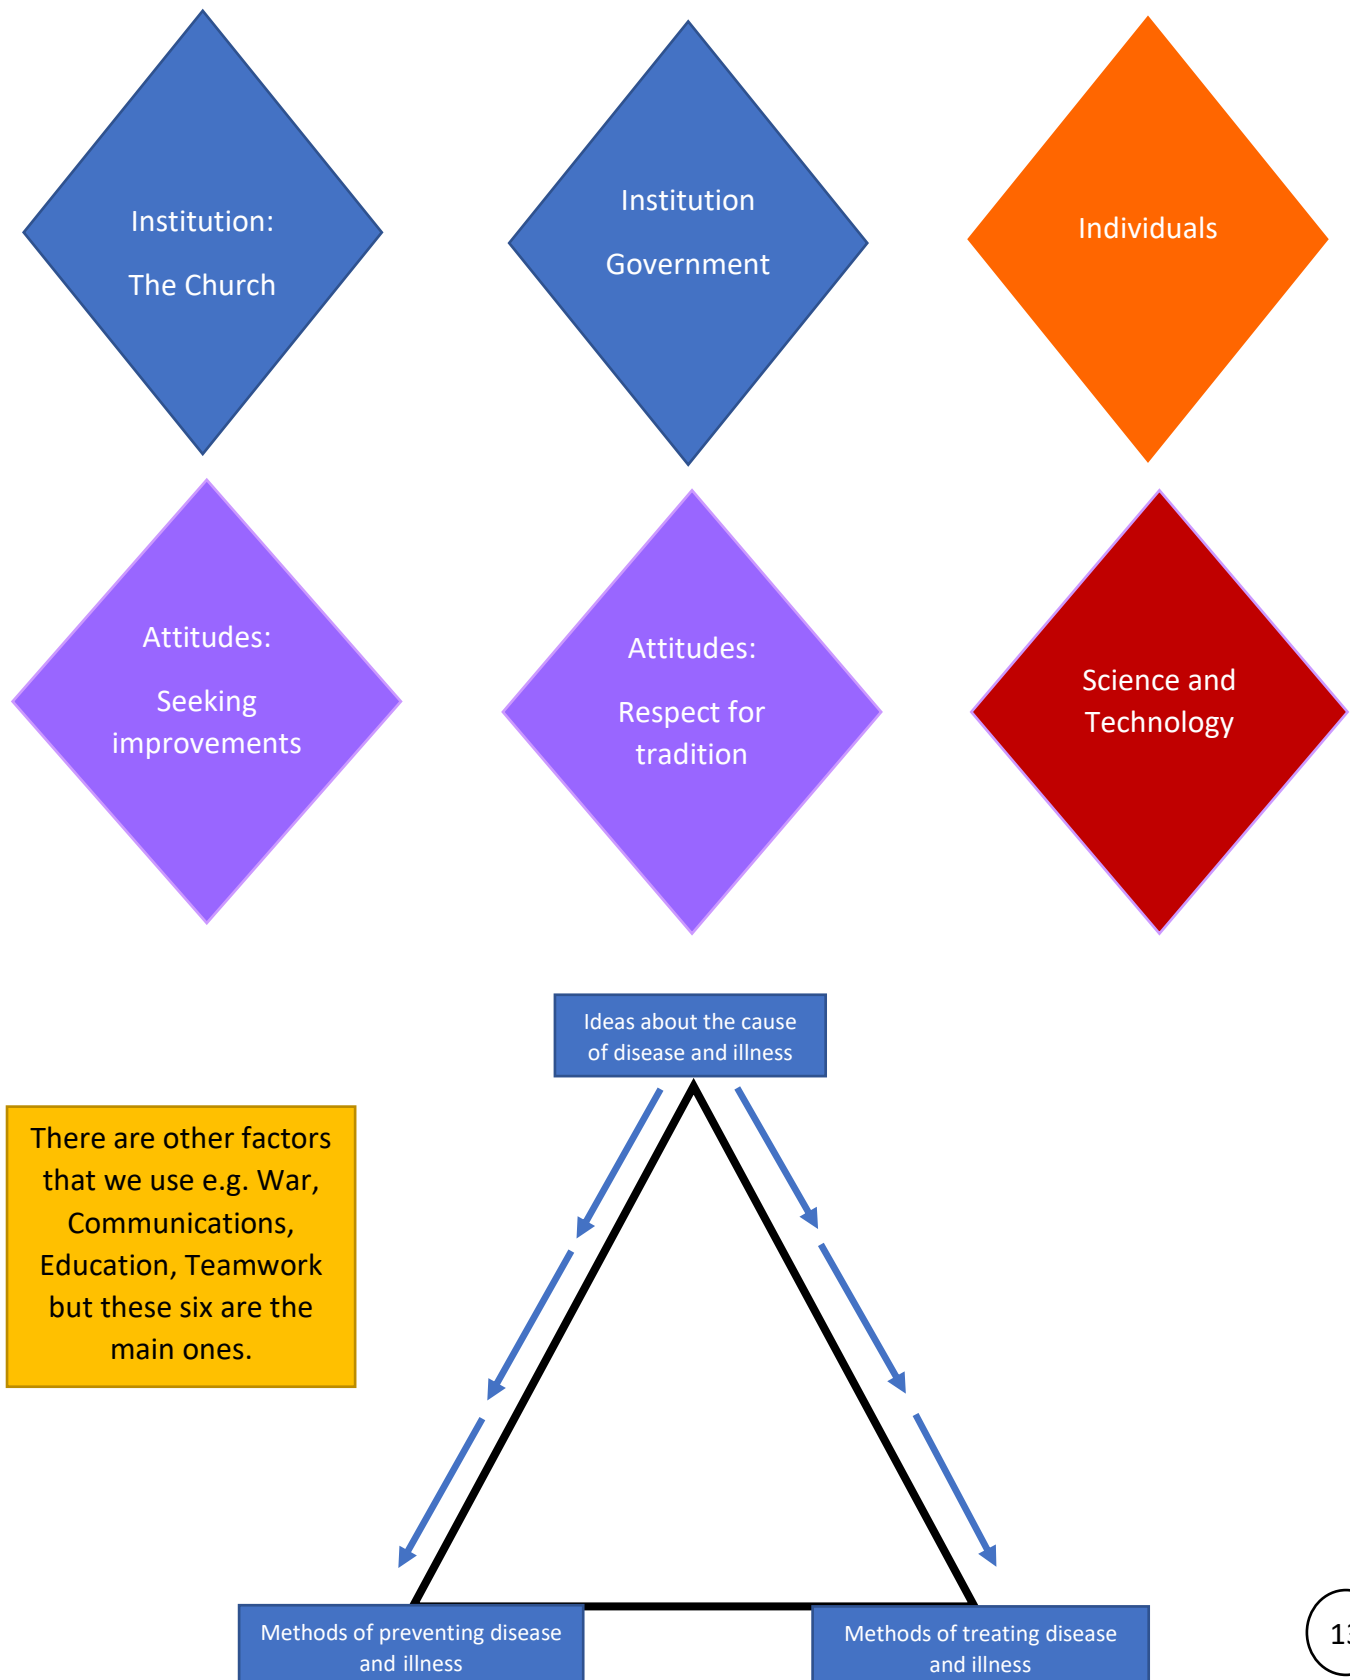 Institution:
The Church
Institution
Government
Individuals
Attitudes:
Seeking
improvements
Attitudes:
Respect for
tradition
Science and
Technology
Ideas about the cause
of disease and illness
There are other factors
that we use e.g. War,
Communications,
Education, Teamwork
but these six are the
main ones.
Methods of preventing disease
and illness
Methods of treating disease
and illness